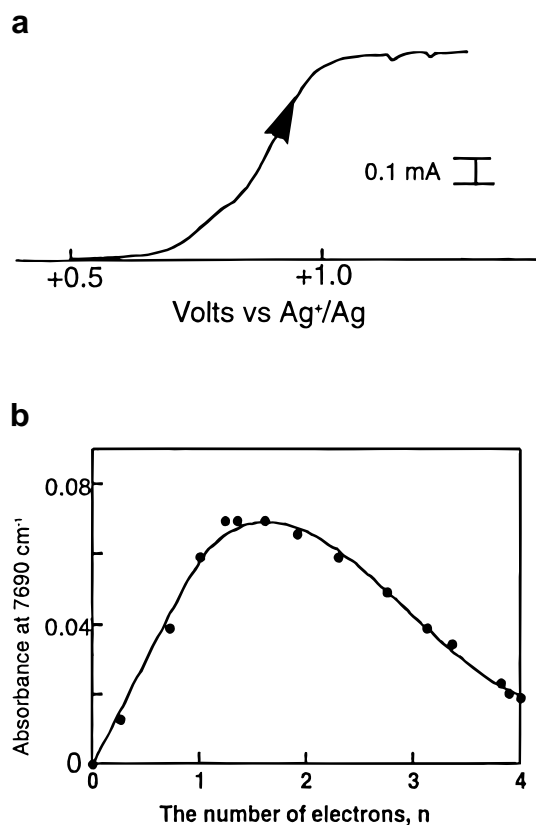 a
0.1 mA
+0.5 +1.0
Volts vs Ag⁺/Ag
b
Absorbance at 7690 cm⁻¹
0.08
0.04
0
0 1 2 3 4
The number of electrons, n